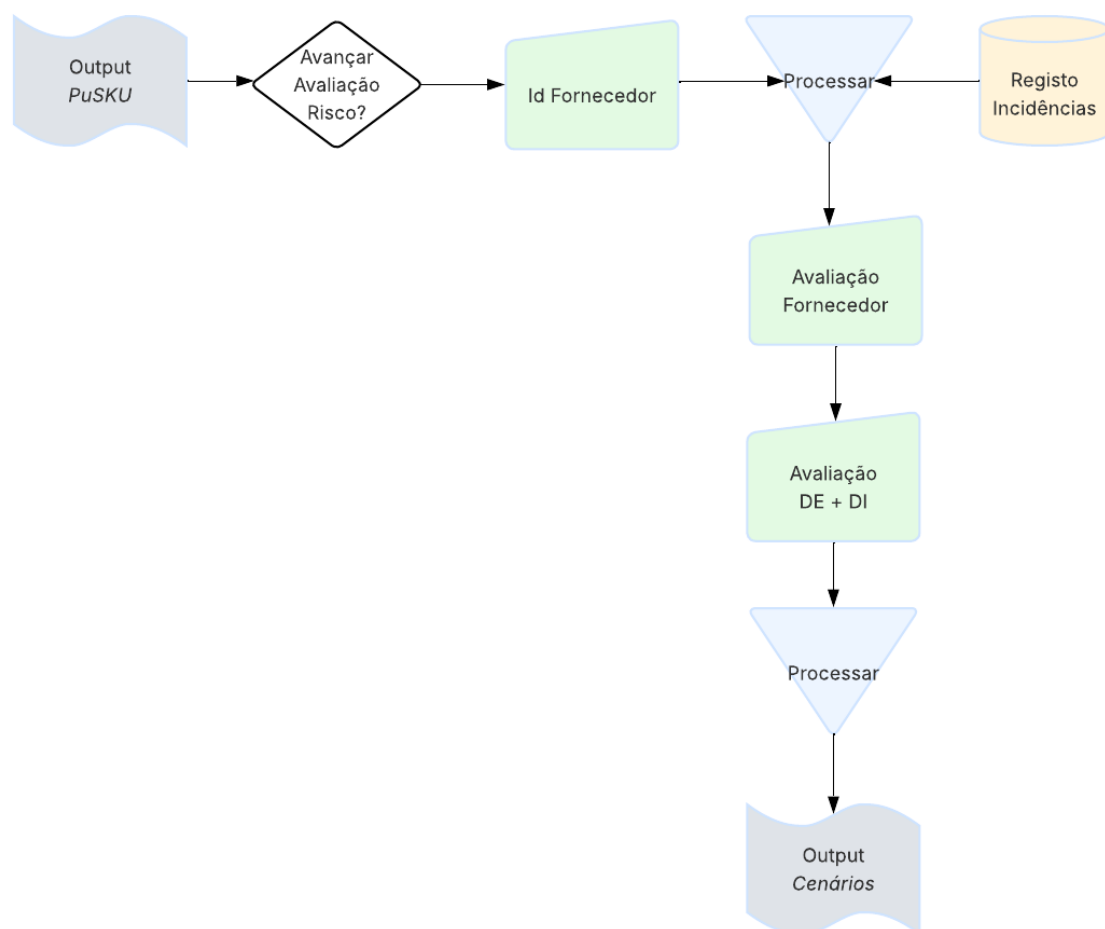 Output
PuSKU
Avançar
Avaliação
Risco?
Id Fornecedor
Processar
Registo
Incidências
Avaliação
Fornecedor
Avaliação
DE + DI
Processar
Output
Cenários